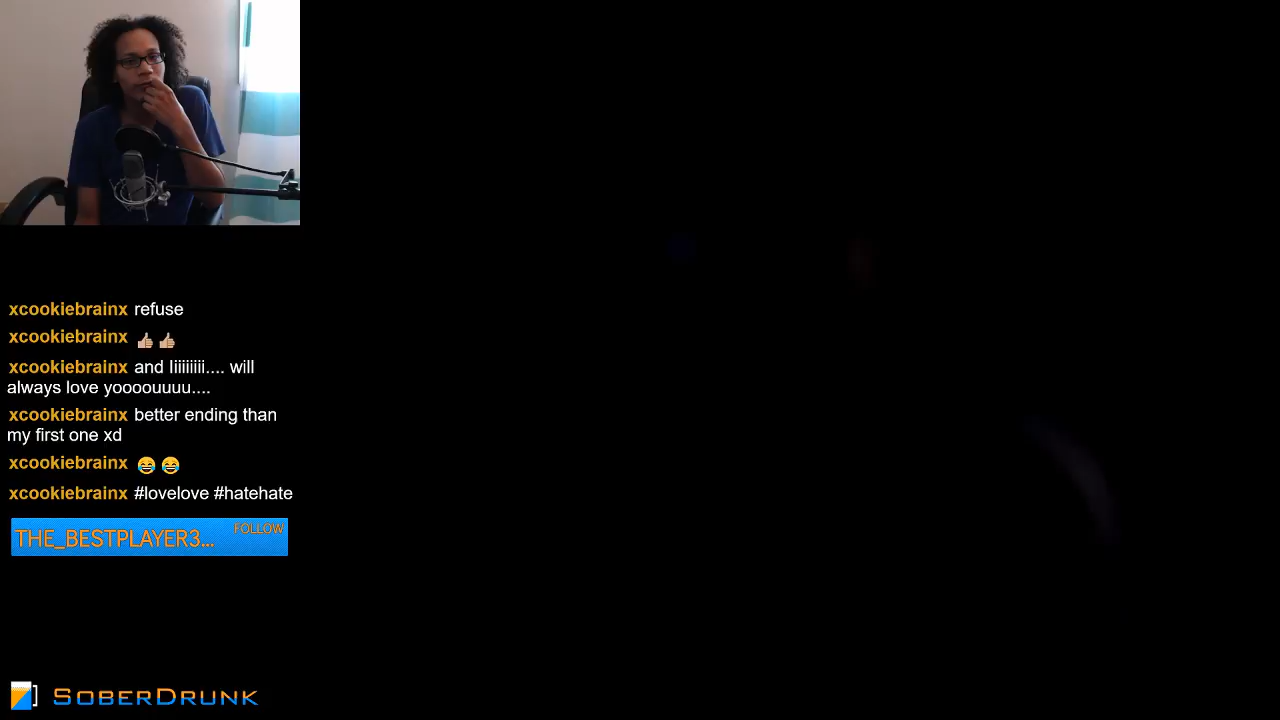 xcookiebrainx refuse
xcookiebrainx 👍🏼 👍🏼
xcookiebrainx and Iiiiiiiii.... will
always love yoooouuuu....
xcookiebrainx better ending than
my first one xd
xcookiebrainx 😂 😂
xcookiebrainx #lovelove #hatehate
THE_BESTPLAYER3... FOLLOW
SOBERDRUNK